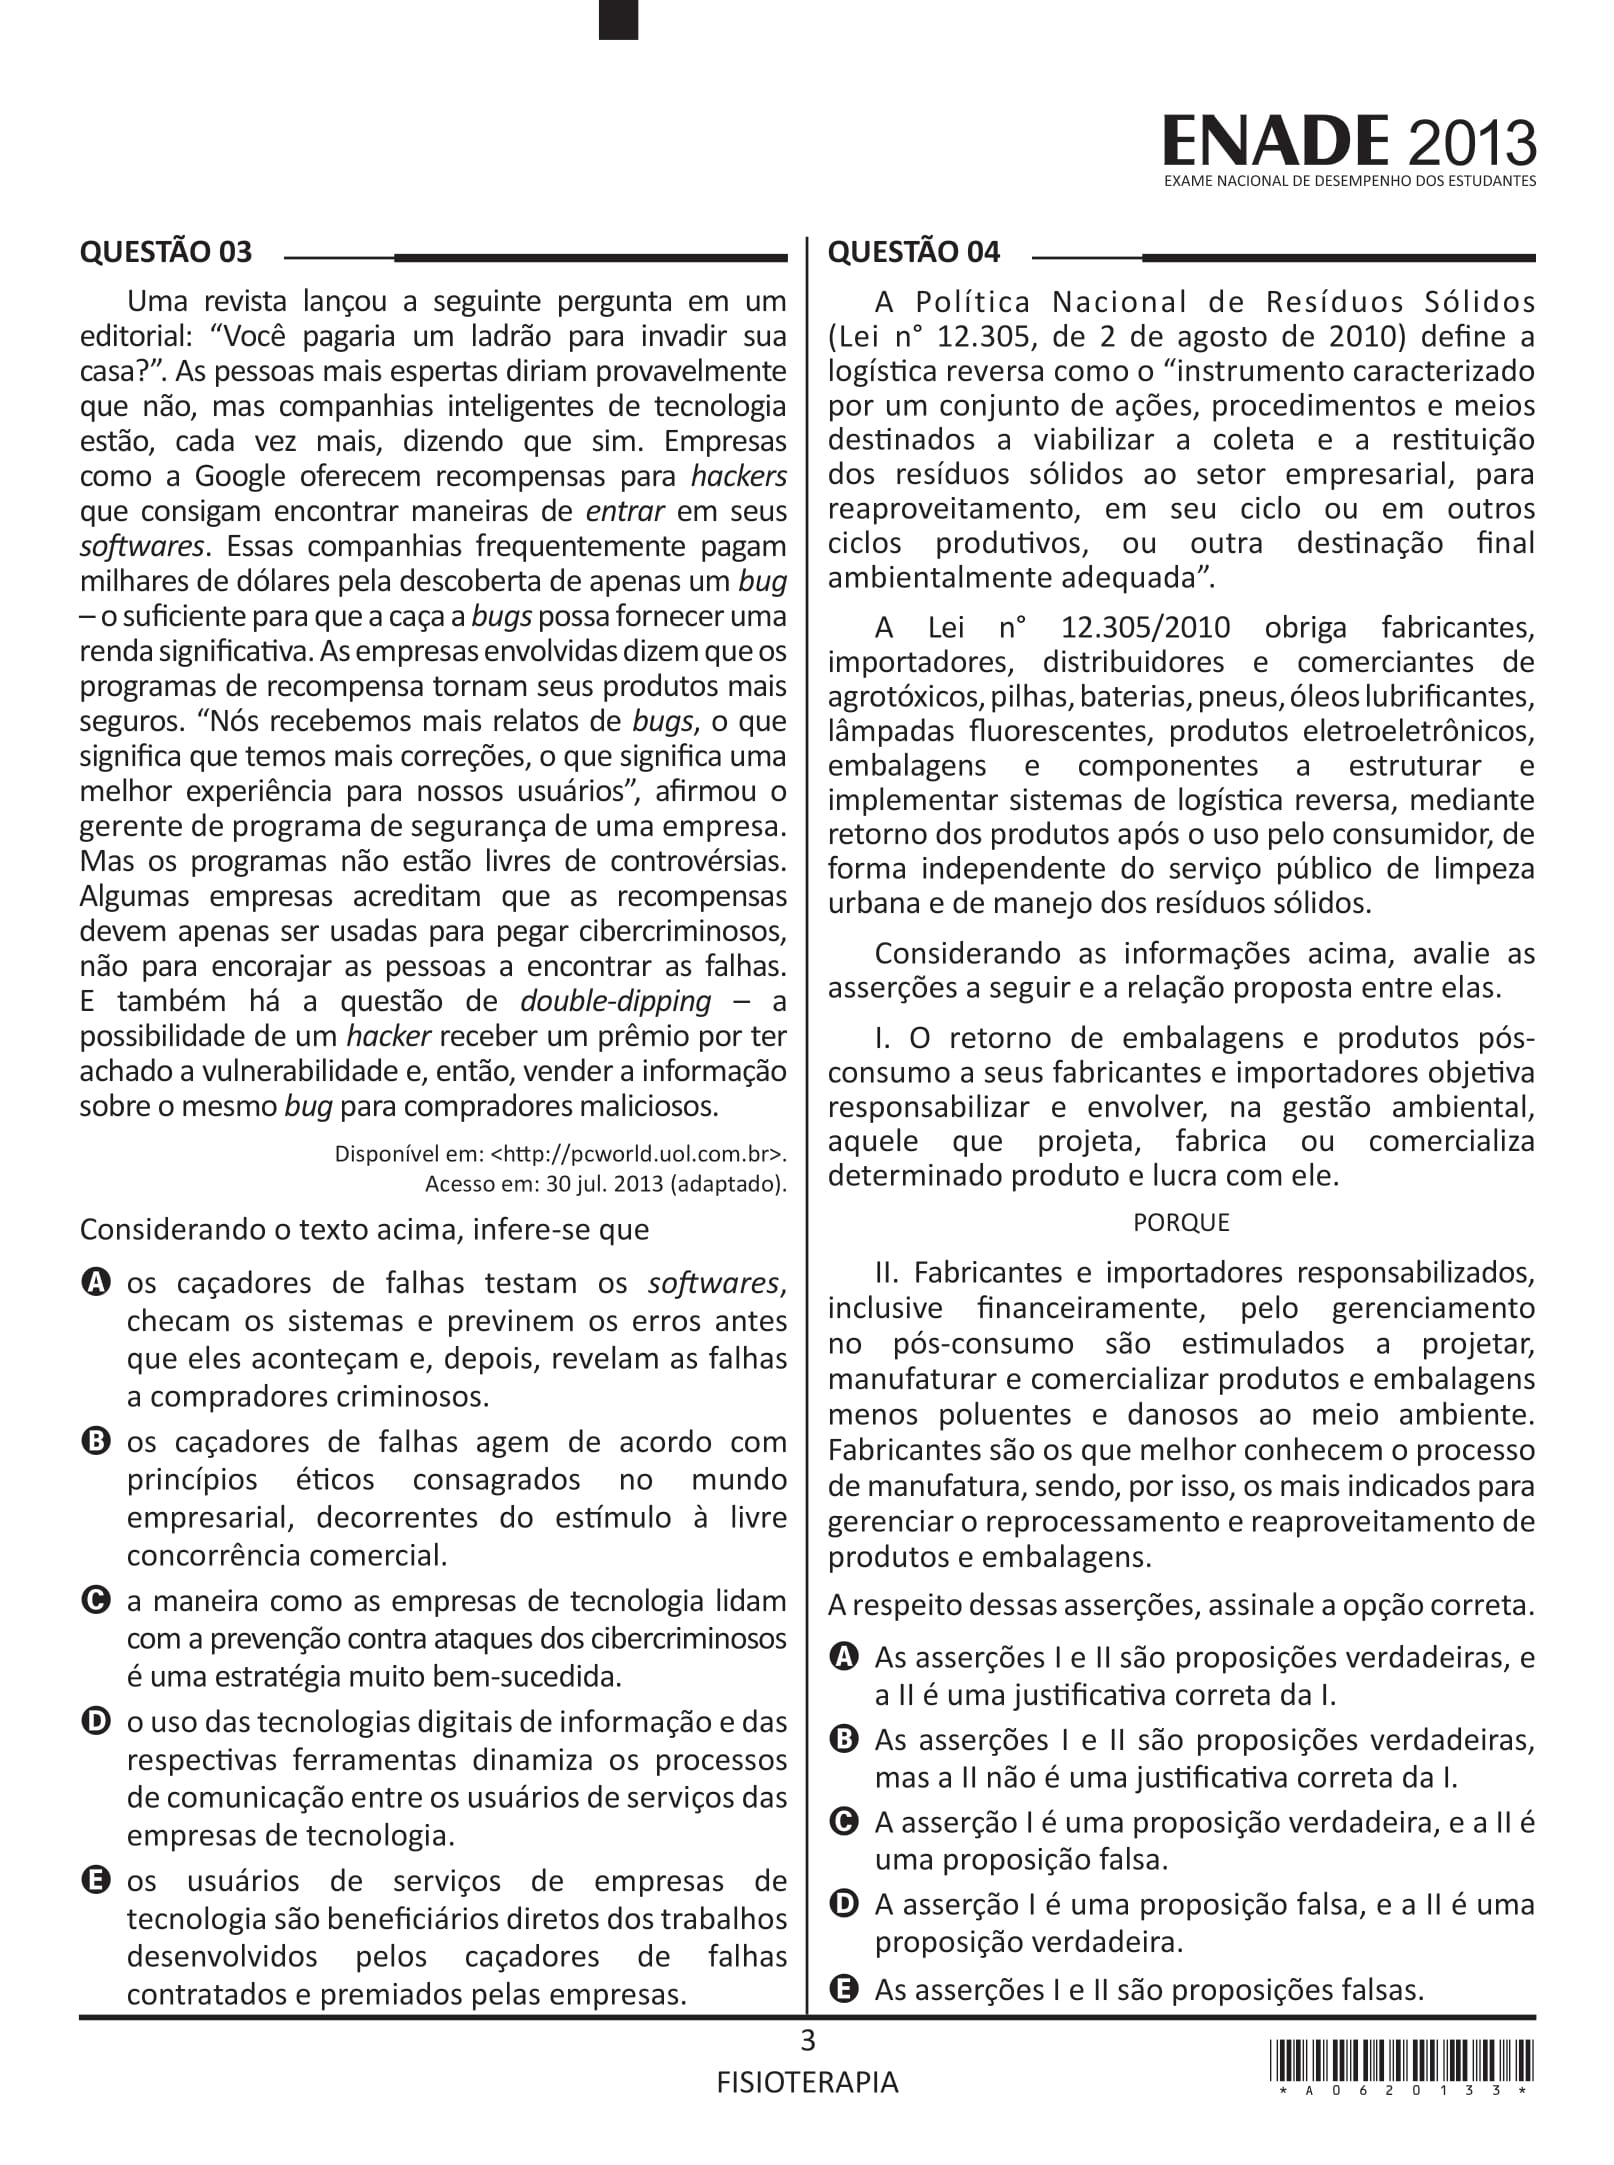 ENADE 2013
EXAME NACIONAL DE DESEMPENHO DOS ESTUDANTES
QUESTÃO 03
Uma revista lançou a seguinte pergunta em um
editorial: “Você pagaria um ladrão para invadir sua
casa?”. As pessoas mais espertas diriam provavelmente
que não, mas companhias inteligentes de tecnologia
estão, cada vez mais, dizendo que sim. Empresas
como a Google oferecem recompensas para hackers
que consigam encontrar maneiras de entrar em seus
softwares. Essas companhias frequentemente pagam
milhares de dólares pela descoberta de apenas um bug
– o suficiente para que a caça a bugs possa fornecer uma
renda significativa. As empresas envolvidas dizem que os
programas de recompensa tornam seus produtos mais
seguros. “Nós recebemos mais relatos de bugs, o que
significa que temos mais correções, o que significa uma
melhor experiência para nossos usuários”, afirmou o
gerente de programa de segurança de uma empresa.
Mas os programas não estão livres de controvérsias.
Algumas empresas acreditam que as recompensas
devem apenas ser usadas para pegar cibercriminosos,
não para encorajar as pessoas a encontrar as falhas.
E também há a questão de double-dipping – a
possibilidade de um hacker receber um prêmio por ter
achado a vulnerabilidade e, então, vender a informação
sobre o mesmo bug para compradores maliciosos.
Disponível em: <http://pcworld.uol.com.br>.
Acesso em: 30 jul. 2013 (adaptado).
Considerando o texto acima, infere-se que
A os caçadores de falhas testam os softwares,
checam os sistemas e previnem os erros antes
que eles aconteçam e, depois, revelam as falhas
a compradores criminosos.
B os caçadores de falhas agem de acordo com
princípios éticos consagrados no mundo
empresarial, decorrentes do estímulo à livre
concorrência comercial.
C a maneira como as empresas de tecnologia lidam
com a prevenção contra ataques dos cibercriminosos
é uma estratégia muito bem-sucedida.
D o uso das tecnologias digitais de informação e das
respectivas ferramentas dinamiza os processos
de comunicação entre os usuários de serviços das
empresas de tecnologia.
E os usuários de serviços de empresas de
tecnologia são beneficiários diretos dos trabalhos
desenvolvidos pelos caçadores de falhas
contratados e premiados pelas empresas.
QUESTÃO 04
A Política Nacional de Resíduos Sólidos
(Lei n° 12.305, de 2 de agosto de 2010) define a
logística reversa como o “instrumento caracterizado
por um conjunto de ações, procedimentos e meios
destinados a viabilizar a coleta e a restituição
dos resíduos sólidos ao setor empresarial, para
reaproveitamento, em seu ciclo ou em outros
ciclos produtivos, ou outra destinação final
ambientalmente adequada”.
A Lei n° 12.305/2010 obriga fabricantes,
importadores, distribuidores e comerciantes de
agrotóxicos, pilhas, baterias, pneus, óleos lubrificantes,
lâmpadas fluorescentes, produtos eletroeletrônicos,
embalagens e componentes a estruturar e
implementar sistemas de logística reversa, mediante
retorno dos produtos após o uso pelo consumidor, de
forma independente do serviço público de limpeza
urbana e de manejo dos resíduos sólidos.
Considerando as informações acima, avalie as
asserções a seguir e a relação proposta entre elas.
I. O retorno de embalagens e produtos pós-
consumo a seus fabricantes e importadores objetiva
responsabilizar e envolver, na gestão ambiental,
aquele que projeta, fabrica ou comercializa
determinado produto e lucra com ele.
PORQUE
II. Fabricantes e importadores responsabilizados,
inclusive financeiramente, pelo gerenciamento
no pós-consumo são estimulados a projetar,
manufaturar e comercializar produtos e embalagens
menos poluentes e danosos ao meio ambiente.
Fabricantes são os que melhor conhecem o processo
de manufatura, sendo, por isso, os mais indicados para
gerenciar o reprocessamento e reaproveitamento de
produtos e embalagens.
A respeito dessas asserções, assinale a opção correta.
A As asserções I e II são proposições verdadeiras, e
a II é uma justificativa correta da I.
B As asserções I e II são proposições verdadeiras,
mas a II não é uma justificativa correta da I.
C A asserção I é uma proposição verdadeira, e a II é
uma proposição falsa.
D A asserção I é uma proposição falsa, e a II é uma
proposição verdadeira.
E As asserções I e II são proposições falsas.
3
FISIOTERAPIA
*A0620133*